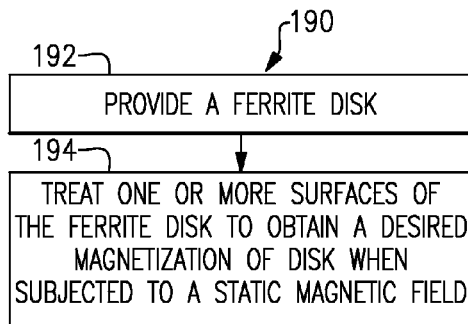 190
192
PROVIDE A FERRITE DISK
194
TREAT ONE OR MORE SURFACES OF
THE FERRITE DISK TO OBTAIN A DESIRED
MAGNETIZATION OF DISK WHEN
SUBJECTED TO A STATIC MAGNETIC FIELD